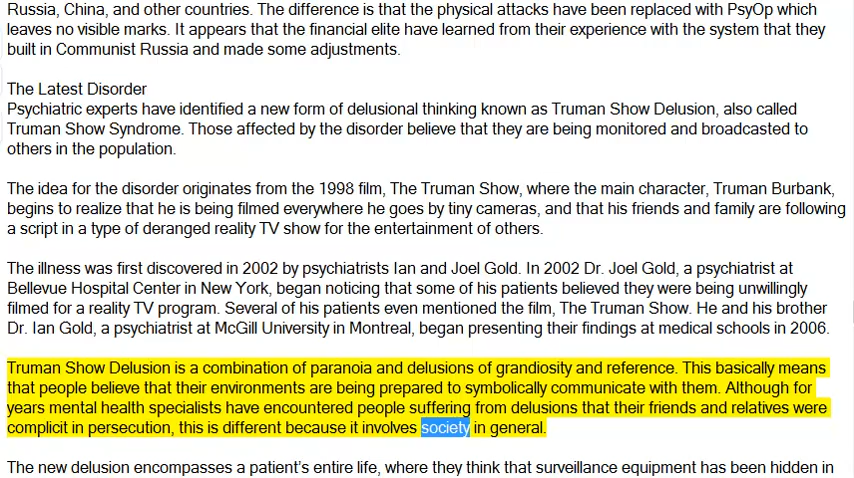 Russia, China, and other countries. The difference is that the physical attacks have been replaced with PsyOp which
leaves no visible marks. It appears that the financial elite have learned from their experience with the system that they
built in Communist Russia and made some adjustments.
The Latest Disorder
Psychiatric experts have identified a new form of delusional thinking known as Truman Show Delusion, also called
Truman Show Syndrome. Those affected by the disorder believe that they are being monitored and broadcasted to
others in the population.
The idea for the disorder originates from the 1998 film, The Truman Show, where the main character, Truman Burbank,
begins to realize that he is being filmed everywhere he goes by tiny cameras, and that his friends and family are following
a script in a type of deranged reality TV show for the entertainment of others.
The illness was first discovered in 2002 by psychiatrists Ian and Joel Gold. In 2002 Dr. Joel Gold, a psychiatrist at
Bellevue Hospital Center in New York, began noticing that some of his patients believed they were being unwillingly
filmed for a reality TV program. Several of his patients even mentioned the film, The Truman Show. He and his brother
Dr. Ian Gold, a psychiatrist at McGill University in Montreal, began presenting their findings at medical schools in 2006.
Truman Show Delusion is a combination of paranoia and delusions of grandiosity and reference. This basically means
that people believe that their environments are being prepared to symbolically communicate with them. Although for
years mental health specialists have encountered people suffering from delusions that their friends and relatives were
complicit in persecution, this is different because it involves society in general.
The new delusion encompasses a patient's entire life, where they think that surveillance equipment has been hidden in